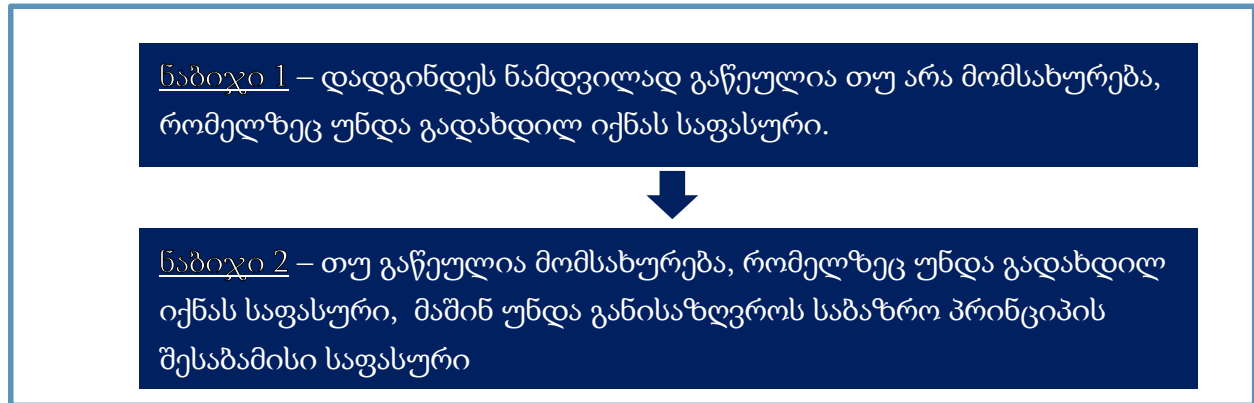 ნაბიჯი 1 – დადგინდეს ნამდვილად გაწეულია თუ არა მომსახურება,
რომელზეც უნდა გადახდილ იქნას საფასური.
ნაბიჯი 2 – თუ გაწეულია მომსახურება, რომელზეც უნდა გადახდილ
იქნას საფასური, მაშინ უნდა განისაზღვროს საბაზრო პრინციპის
შესაბამისი საფასური